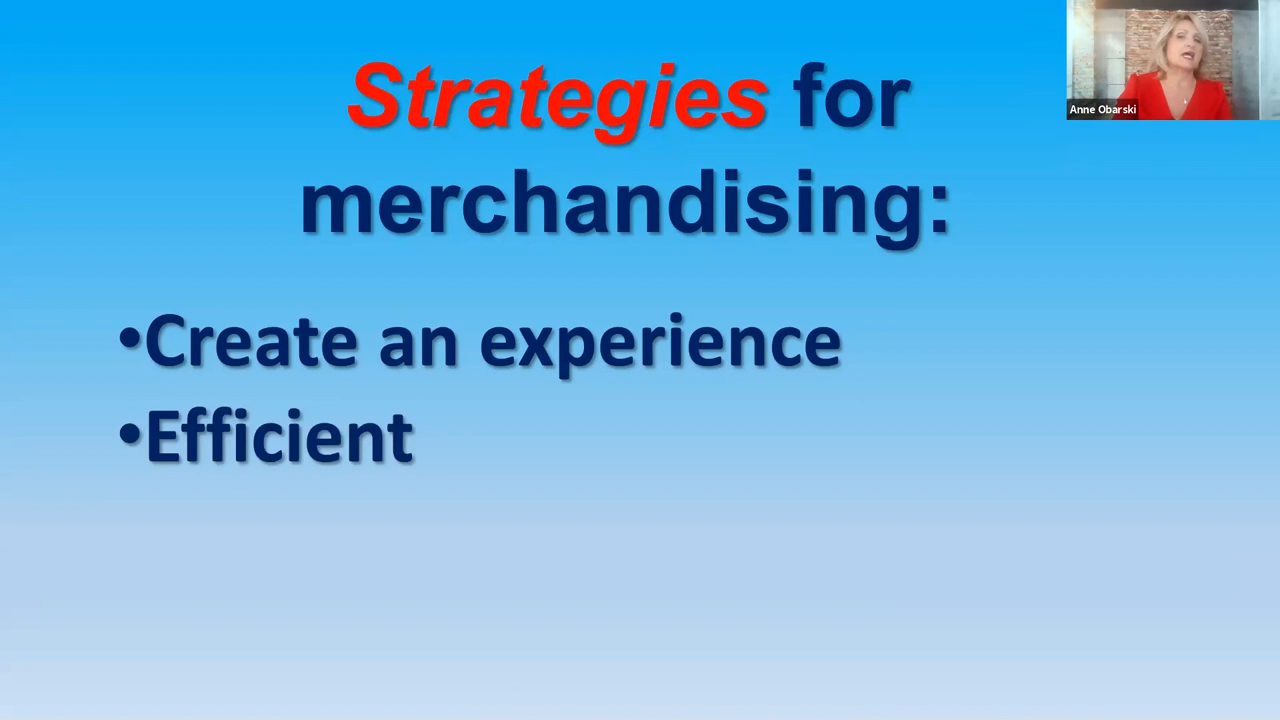 Strategies for
merchandising:
•Create an experience
•Efficient
Anne Obarski